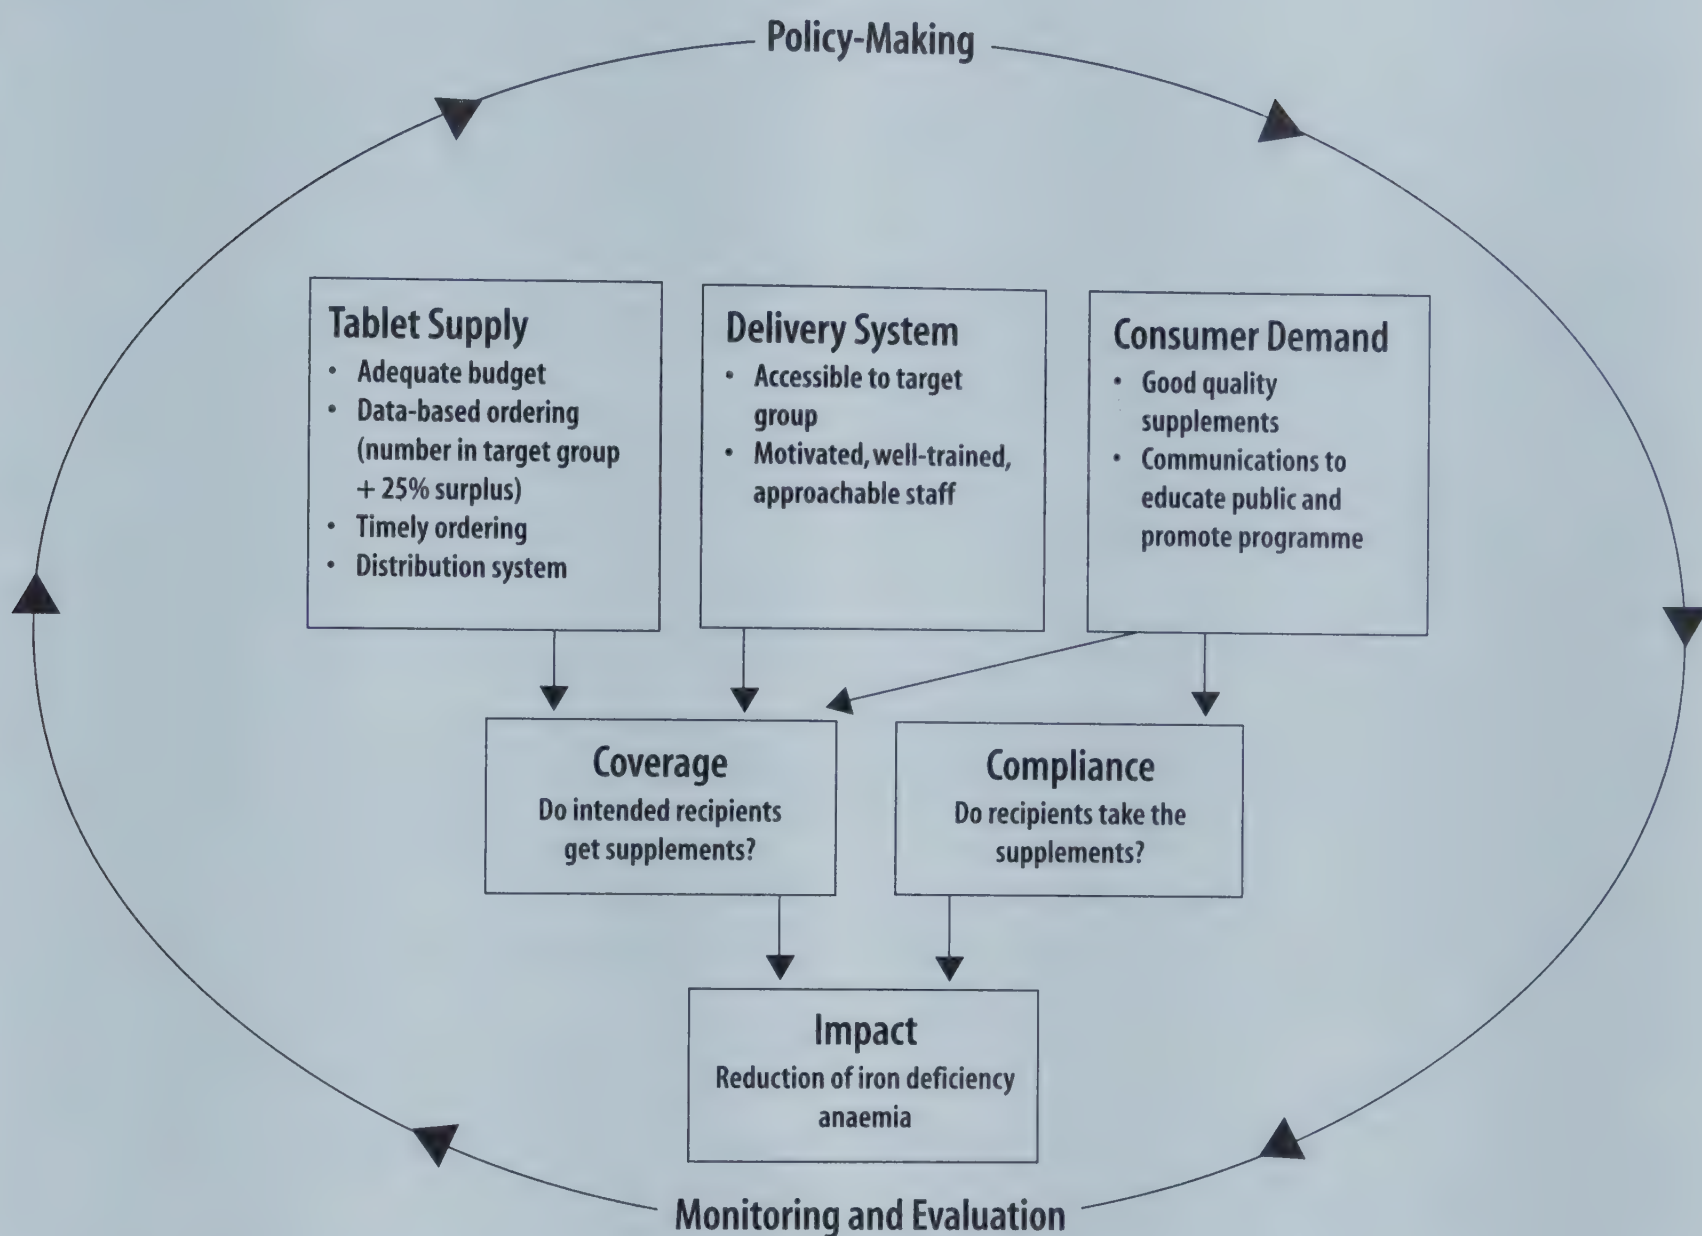 Policy-Making
Tablet Supply
• Adequate budget
• Data-based ordering
(number in target group
+ 25% surplus)
• Timely ordering
• Distribution system
Delivery System
• Accessible to target
group
• Motivated, well-trained,
approachable staff
Consumer Demand
• Good quality
supplements
• Communications to
educate public and
promote programme
Coverage
Do intended recipients
get supplements?
Compliance
Do recipients take the
supplements?
Impact
Reduction of iron deficiency
anaemia
Monitoring and Evaluation